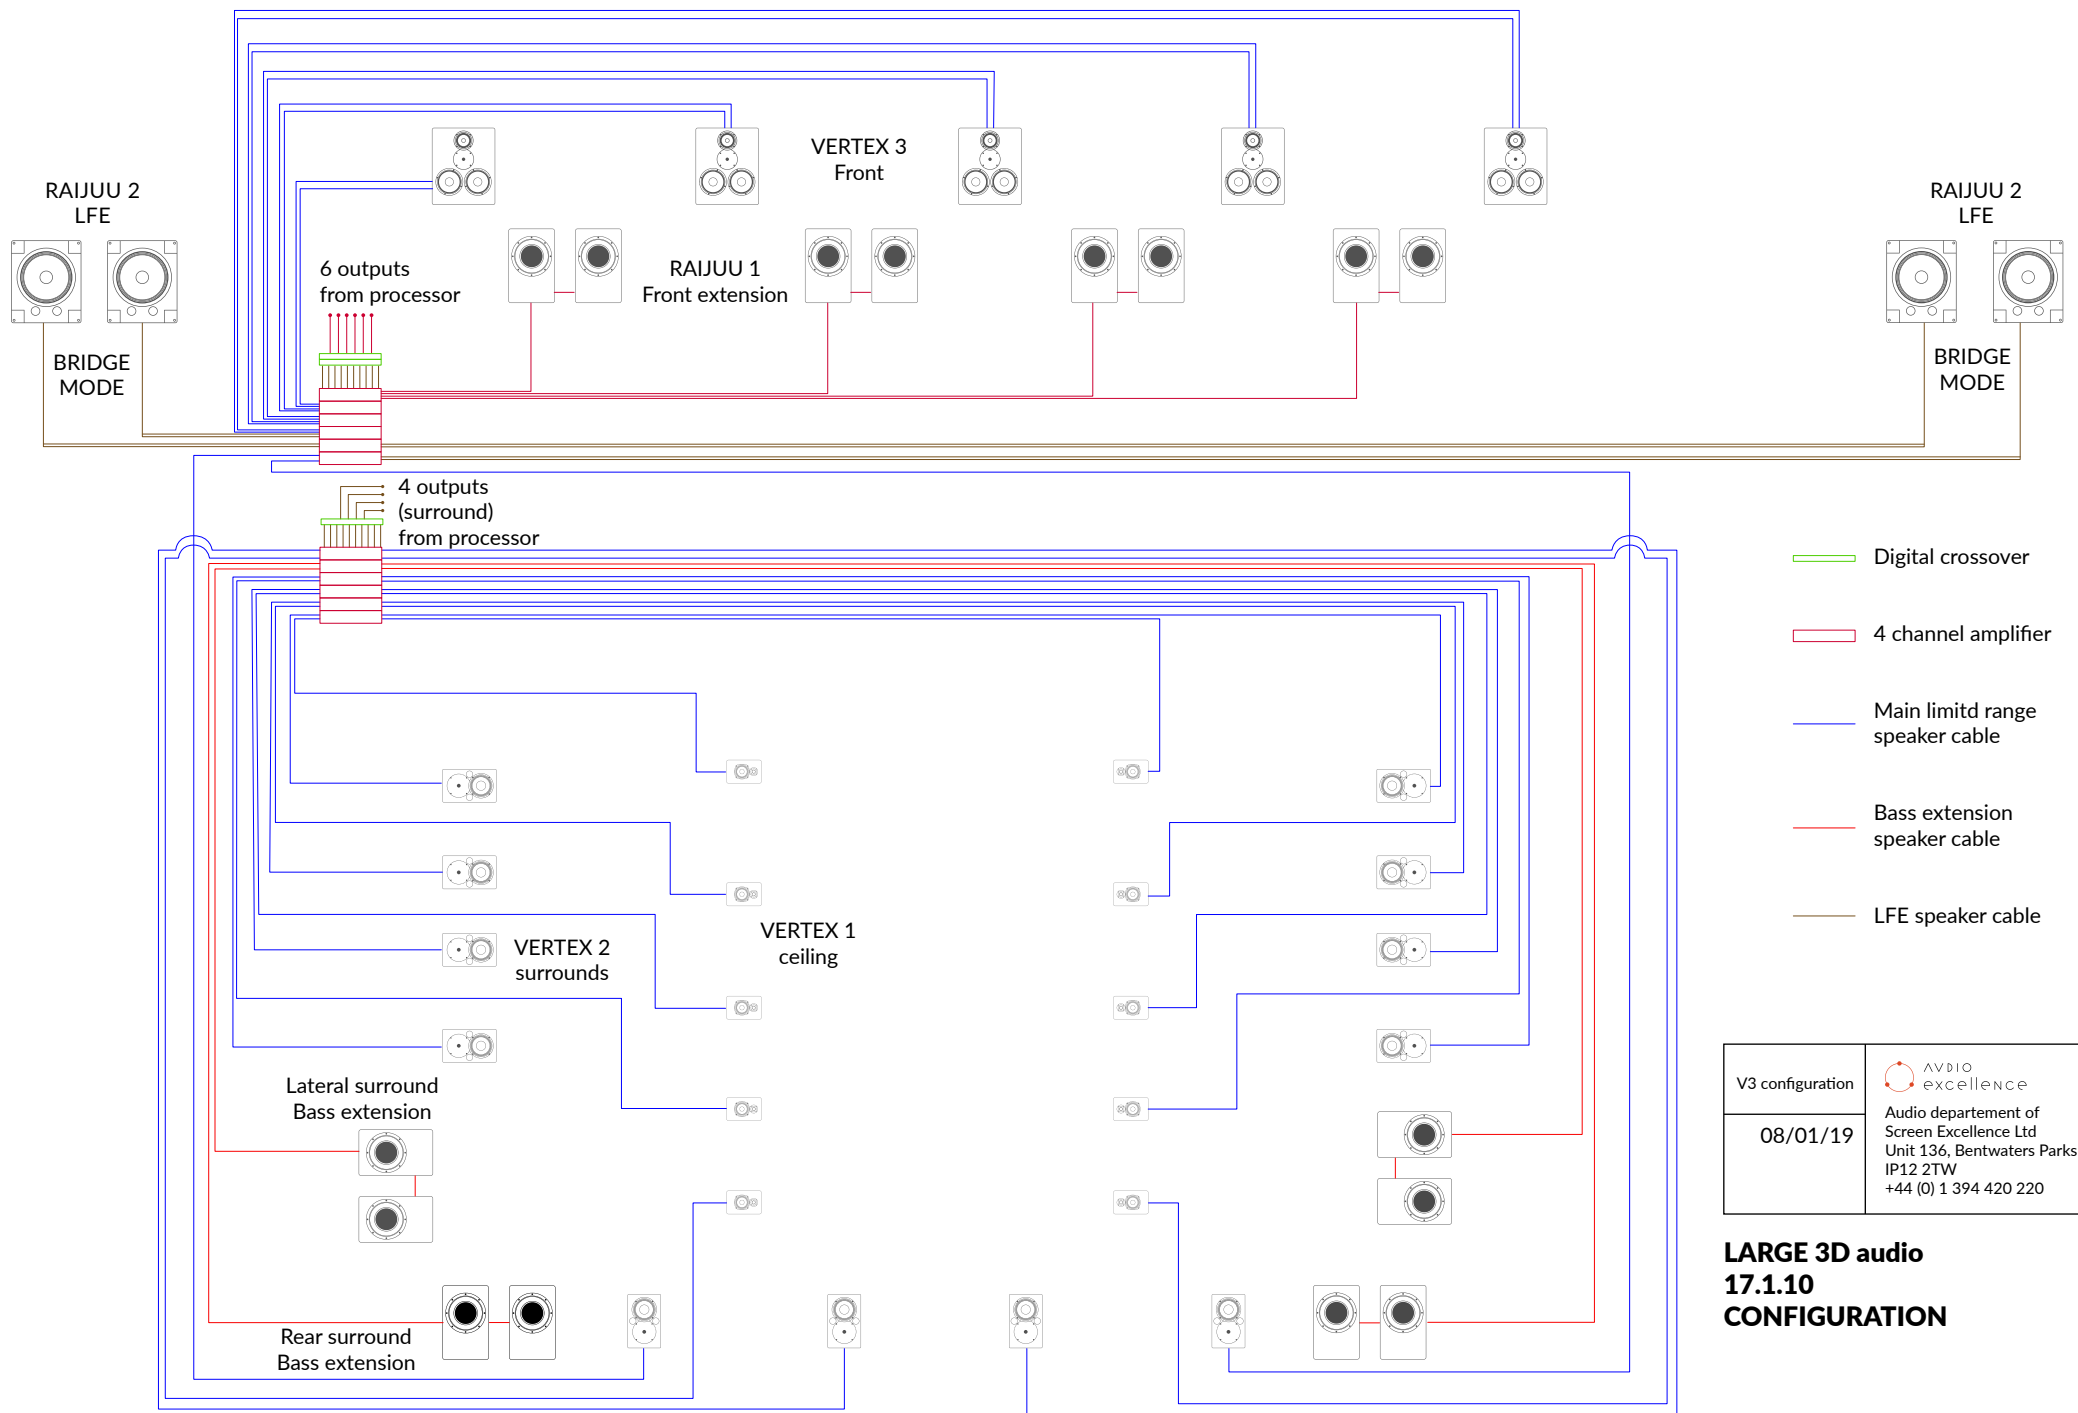 VERTEX 3
Front
RAIJUU 2
LFE
RAIJUU 2
LFE
6 outputs
from processor
RAIJUU 1
Front extension
BRIDGE
MODE
BRIDGE
MODE
4 outputs
(surround)
from processor
Digital crossover
4 channel amplifier
Main limitd range
speaker cable
Bass extension
speaker cable
LFE speaker cable
VERTEX 2
surrounds
VERTEX 1
ceiling
Lateral surround
Bass extension
Rear surround
Bass extension
V3 configuration
08/01/19
AVDIO
excellence
Audio departement of
Screen Excellence Ltd
Unit 136, Bentwaters Parks
IP12 2TW
+44 (0) 1 394 420 220
LARGE 3D audio
17.1.10
CONFIGURATION